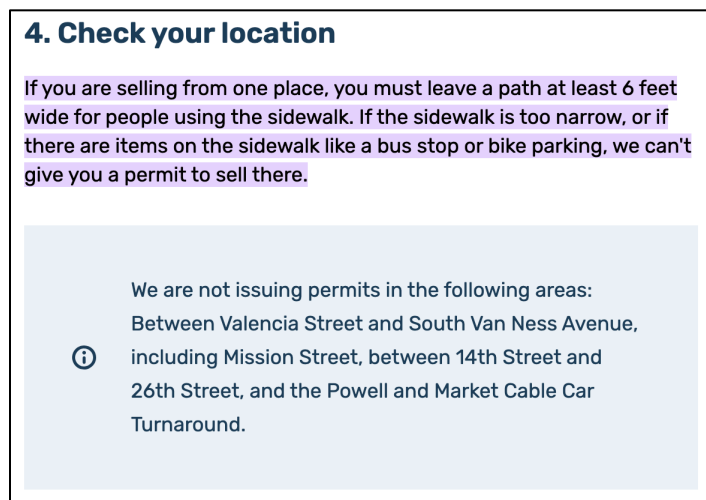 4. Check your location
If you are selling from one place, you must leave a path at least 6 feet
wide for people using the sidewalk. If the sidewalk is too narrow, or if
there are items on the sidewalk like a bus stop or bike parking, we can't
give you a permit to sell there.
We are not issuing permits in the following areas:
Between Valencia Street and South Van Ness Avenue,
including Mission Street, between 14th Street and
26th Street, and the Powell and Market Cable Car
Turnaround.